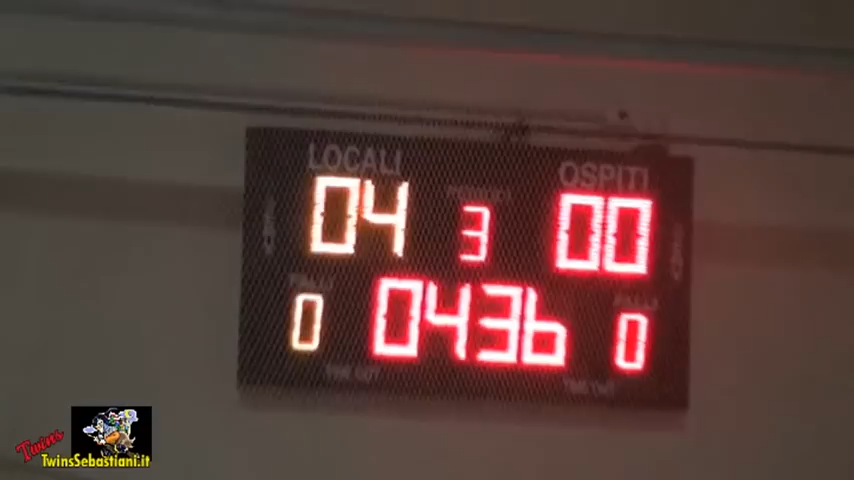 LOCALI OSPITI
04 3 00
0 0436 0
Twins
TwinsSebastiani.it